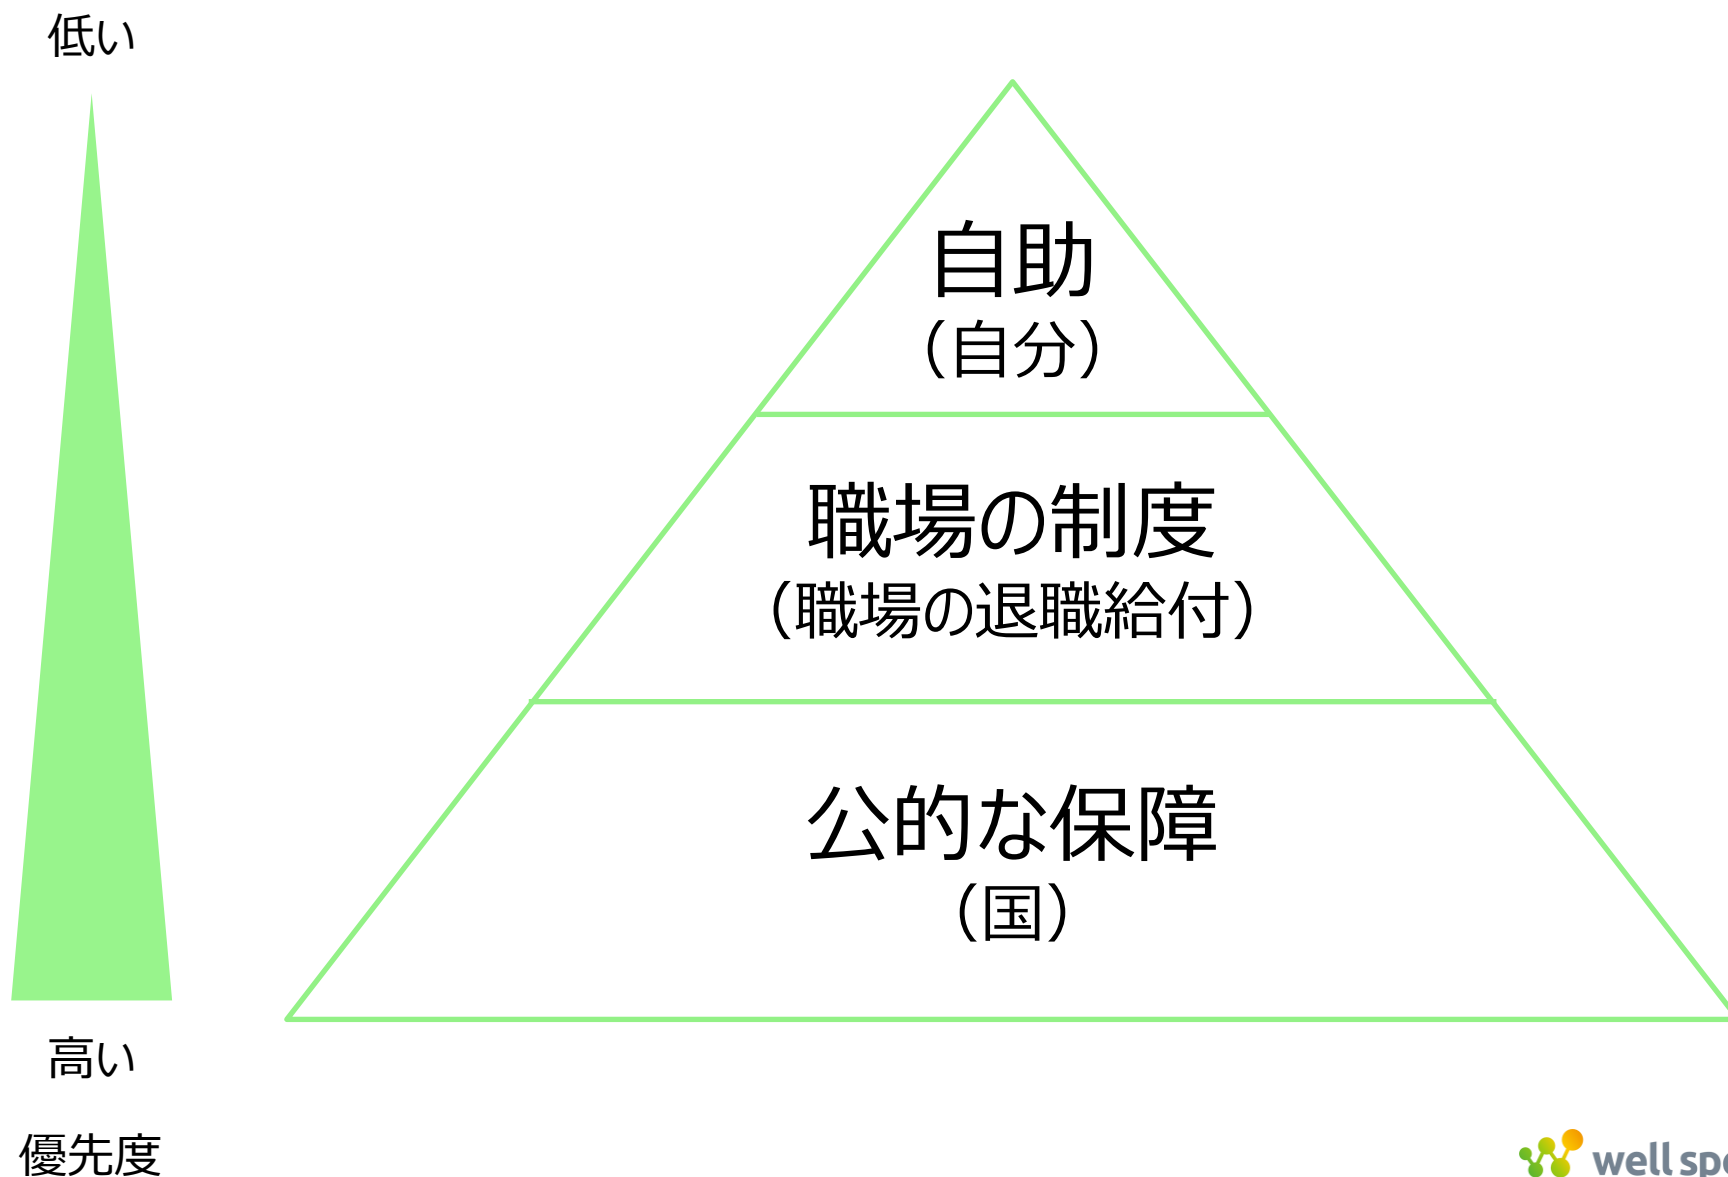 低い
自助
（自分）
職場の制度
（職場の退職給付）
公的な保障
（国）
高い
優先度
well